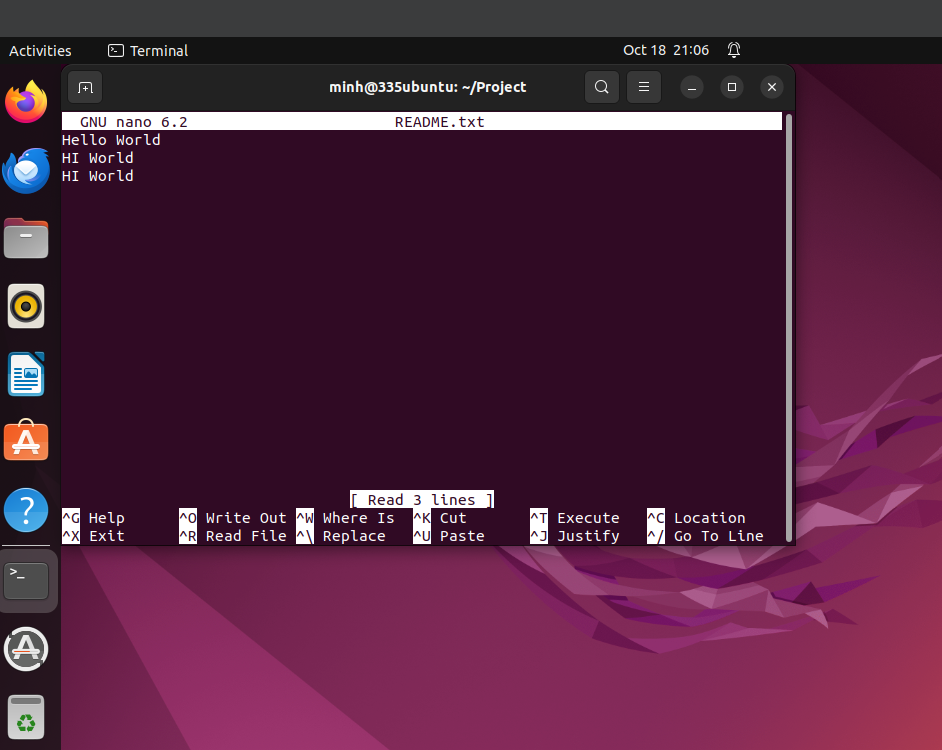 Activities Terminal Oct 18 21:06
minh@335ubuntu: ~/Project
GNU nano 6.2 README.txt
Hello World
HI World
HI World
[ Read 3 lines ]
^G Help ^O Write Out ^W Where Is ^K Cut ^T Execute ^C Location
^X Exit ^R Read File ^\ Replace ^U Paste ^J Justify ^/ Go To Line